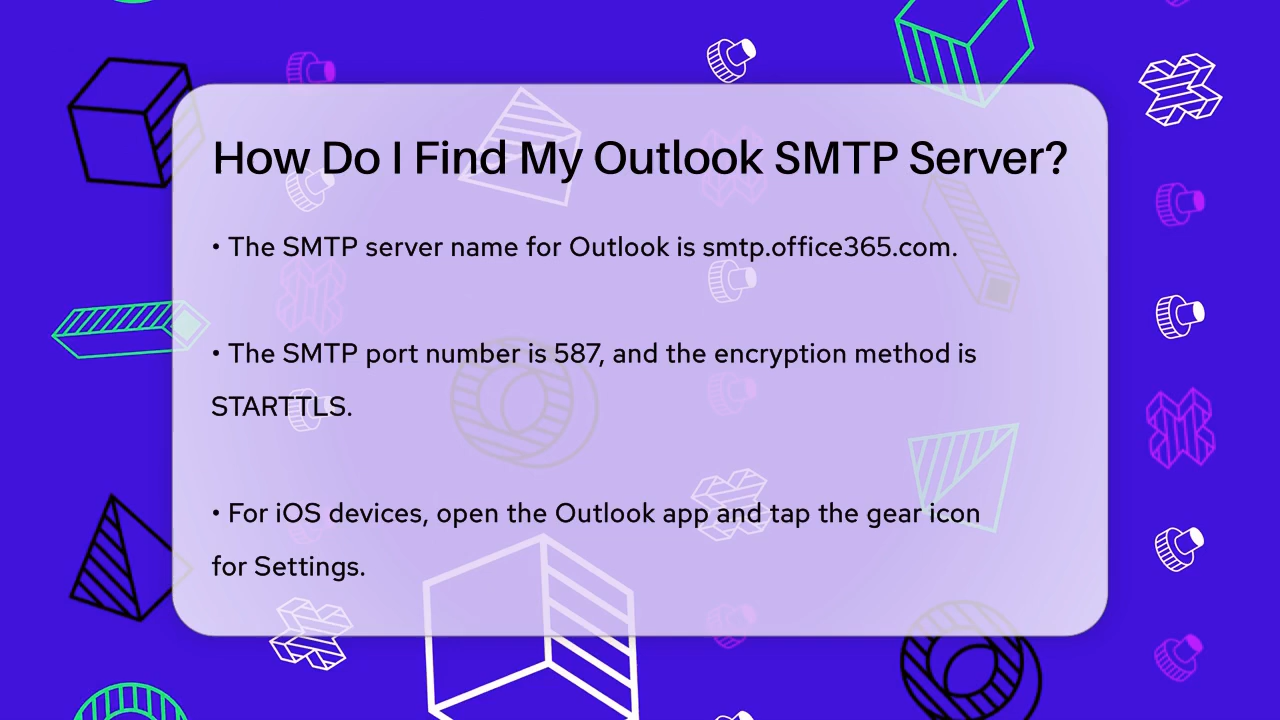 How Do I Find My Outlook SMTP Server?
• The SMTP server name for Outlook is smtp.office365.com.
• The SMTP port number is 587, and the encryption method is
STARTTLS.
• For iOS devices, open the Outlook app and tap the gear icon
for Settings.